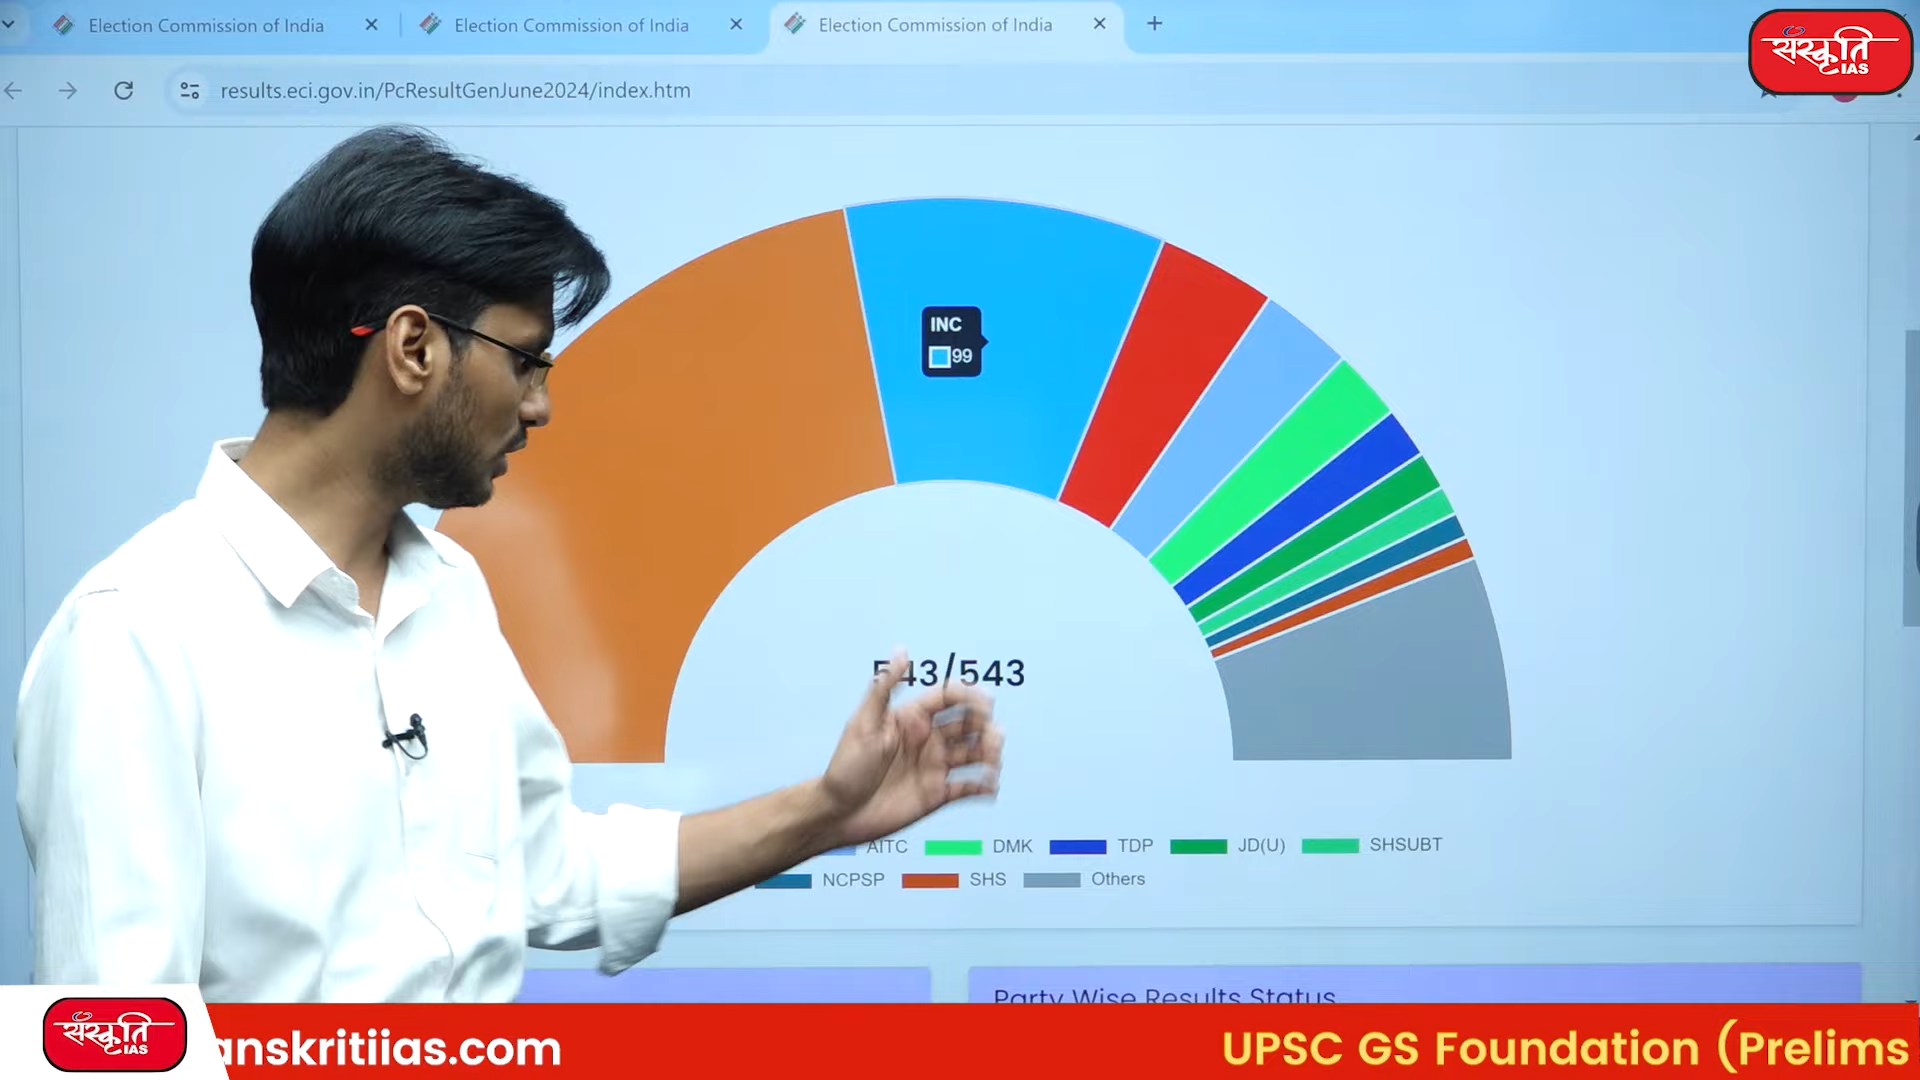 Election Commission of India
Election Commission of India
Election Commission of India
संस्कृति
IAS
results.eci.gov.in/PcResultGenJune2024/index.htm
INC
99
543/543
AITC DMK TDP JD(U) SHSUBT
NCPSP SHS Others
Party Wise Results Status
संस्कृति
IAS
anskritiias.com
UPSC GS Foundation (Prelims